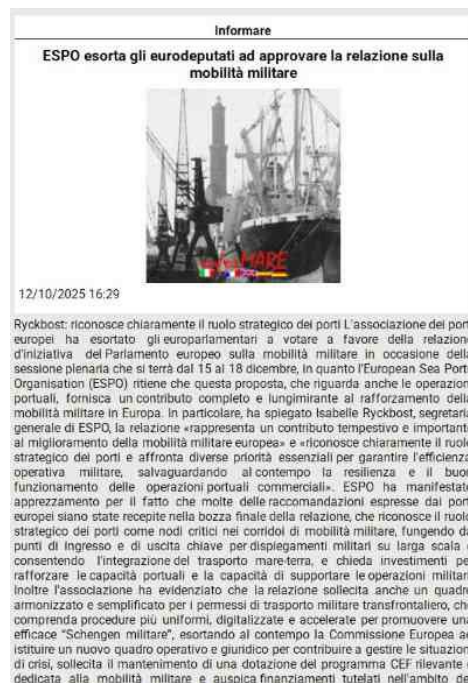 Informare
ESPO esorta gli eurodeputati ad approvare la relazione sulla
mobilità militare
inforMARE
12/10/2025 16:29
Ryckbost: riconosce chiaramente il ruolo strategico dei porti L'associazione dei port
europei ha esortato gli europarlamentari a votare a favore della relazione
d'iniziativa del Parlamento europeo sulla mobilità militare in occasione della
sessione plenaria che si terrà dal 15 al 18 dicembre, in quanto l'European Sea Port
Organisation (ESPO) ritiene che questa proposta, che riguarda anche le operazion
portuali, fornisca un contributo completo e lungimirante al rafforzamento della
mobilità militare in Europa. In particolare, ha spiegato Isabelle Ryckbost, segretaria
generale di ESPO, la relazione «rappresenta un contributo tempestivo e importante
al miglioramento della mobilità militare europea» e «riconosce chiaramente il ruolo
strategico dei porti e affronta diverse priorità essenziali per garantire l'efficienza
operativa militare, salvaguardando al contempo la resilienza e il buon
funzionamento delle operazioni portuali commerciali». ESPO ha manifestato
apprezzamento per il fatto che molte delle raccomandazioni espresse dai port
europei siano state recepite nella bozza finale della relazione, che riconosce il ruolo
strategico dei porti come nodi critici nei corridoi di mobilità militare, fungendo da
punti di ingresso e di uscita chiave per dispiegamenti militari su larga scala e
consentendo l'integrazione del trasporto mare-terra, e chieda investimenti per
rafforzare le capacità portuali e la capacità di supportare le operazioni militari
Inoltre l'associazione ha evidenziato che la relazione sollecita anche un quadro
armonizzato e semplificato per i permessi di trasporto militare transfrontaliero, che
comprenda procedure più uniformi, digitalizzate e accelerate per promuovere una
efficace "Schengen militare", esortando al contempo la Commissione Europea ad
istituire un nuovo quadro operativo e giuridico per contribuire a gestire le situazion
di crisi, sollecita il mantenimento di una dotazione del programma CEF rilevante e
dedicata alla mobilità militare e auspica finanziamenti tutelati nell'ambito de